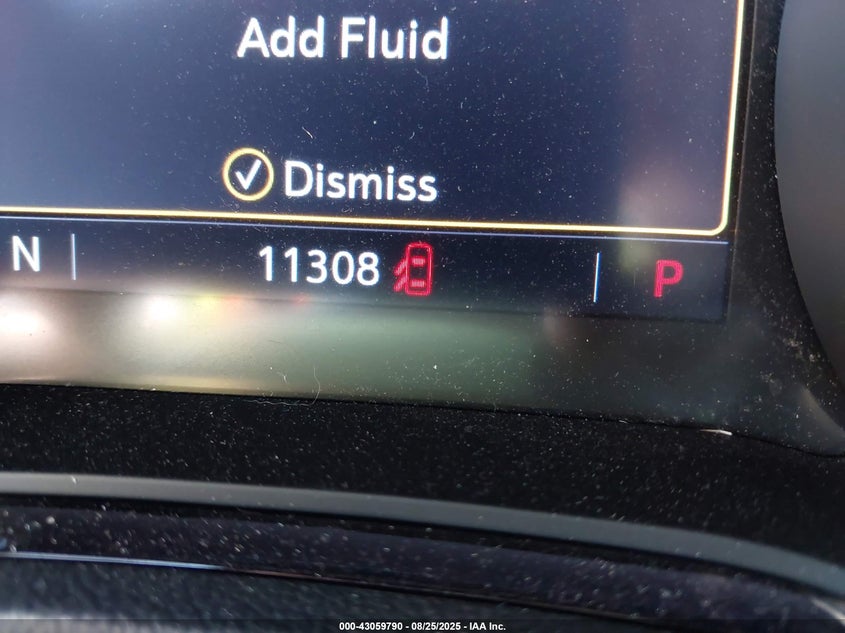 Add Fluid
Dismiss
N 11308 P
000-43059790 - 08/25/2025 - IAA Inc.